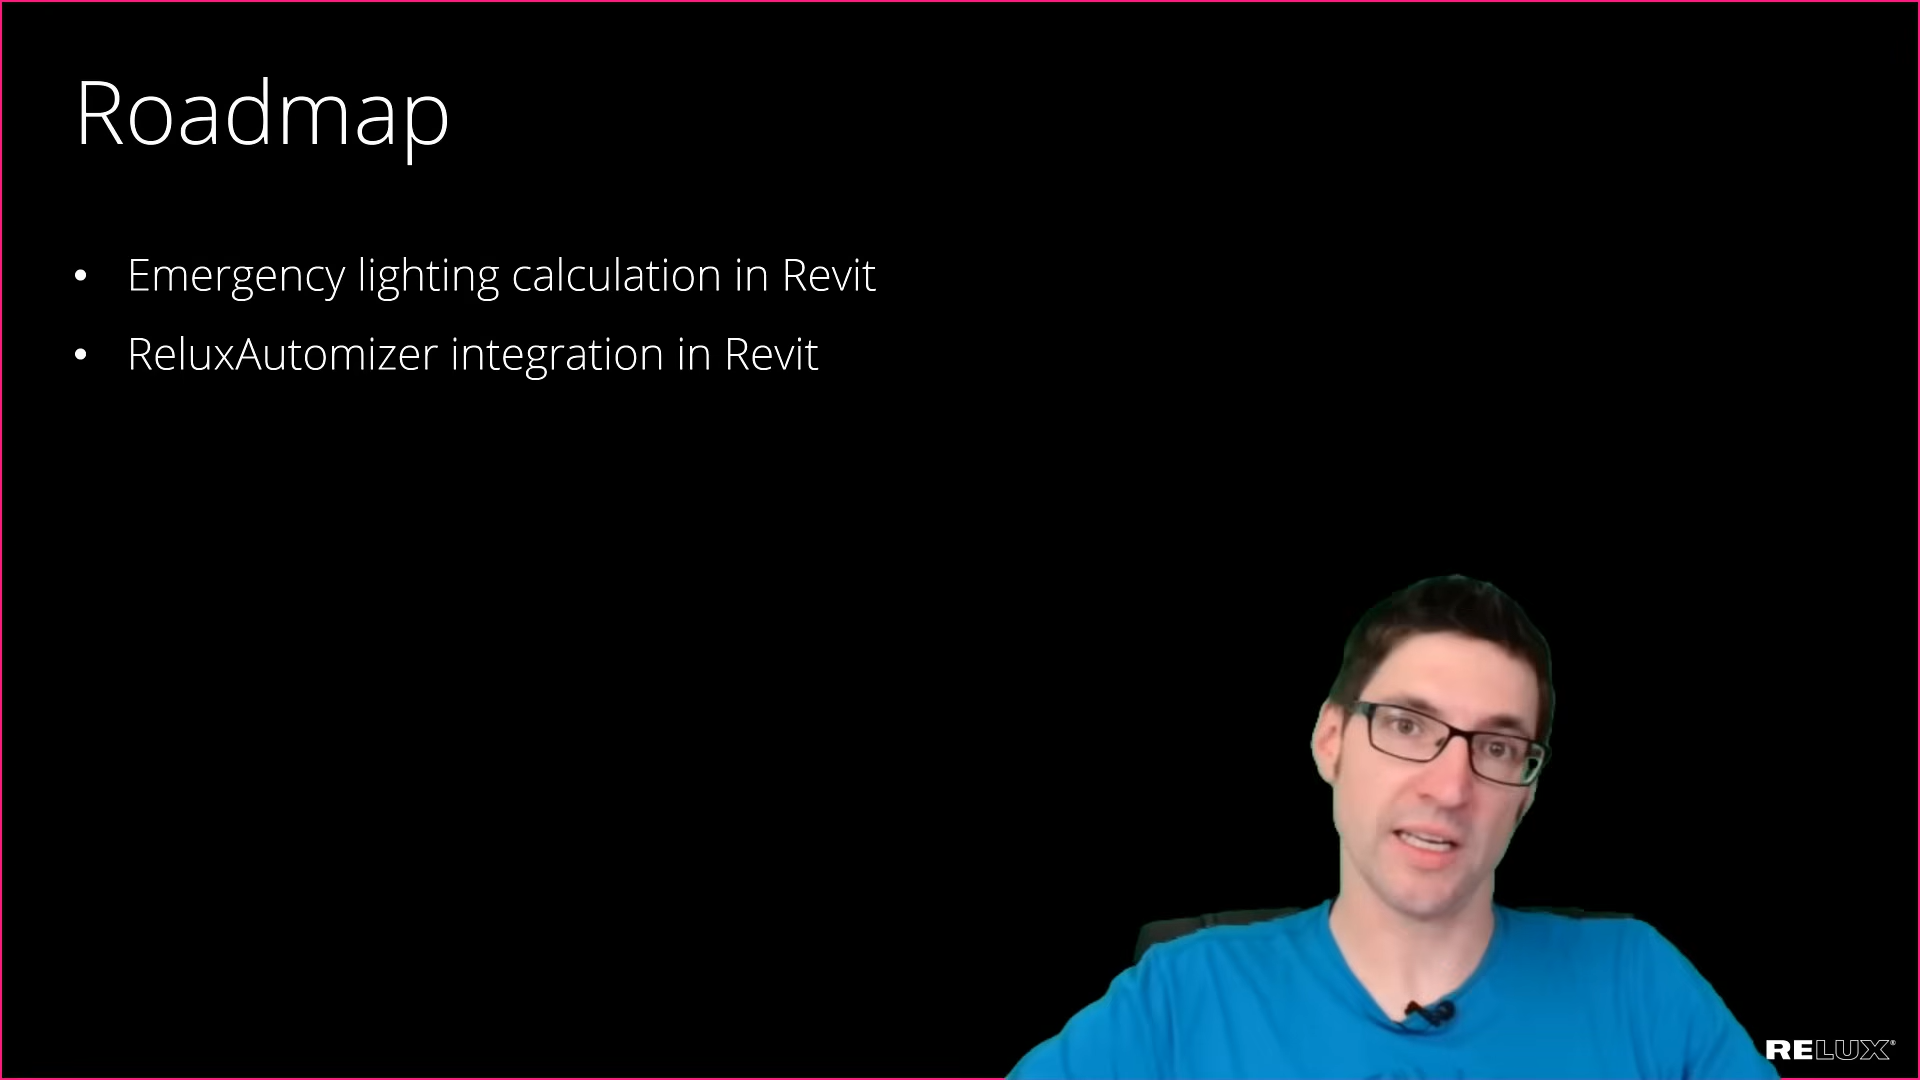 Roadmap
• Emergency lighting calculation in Revit
• ReluxAutomizer integration in Revit
RELUX®